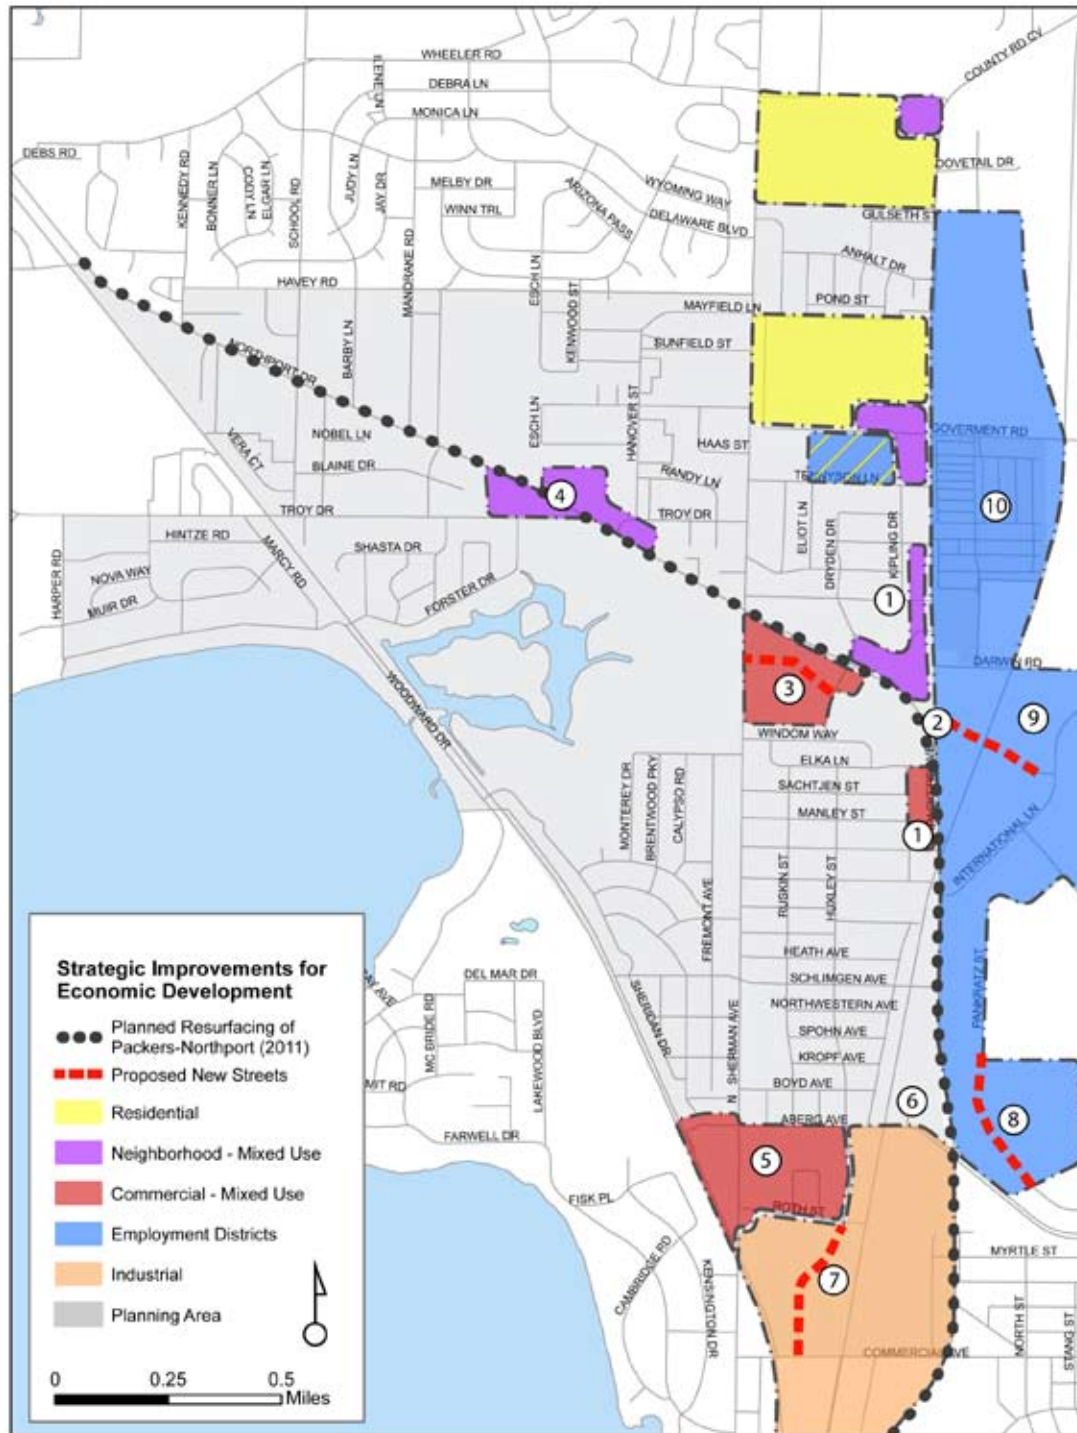 COUNTY RD CV
WHEELER RD
ILENE LN
DEBRA LN
MONICA LN
DEBS RD
DOVETAIL DR
KENNEDY RD
BONNER LN
CODY LN
ELGAR LN
SCHOOL RD
JUDY LN
JAY DR
MELBY DR
WINN TRL
ARIZONA PASS
WYOMING WAY
DELAWARE BLVD
GULSETH S
ANHALT DR
MANDRAKE RD
HAVEY RD
ESCH LN
KENWOOD ST
MAYFIELD LN
POND ST
SUNFIELD ST
NORTHPORT DR
BARBY LN
HANOVER ST
NOBEL LN
ESCH LN
HAAS ST
GOVERMENT RD
VERA CT
BLAINE DR
RANDY LN
TENNYSON LN
4
10
TROY DR
TROY DR
ELIOT LN
DRYDEN DR
KIPLING DR
HINTZE RD
MARCY RD
SHASTA DR
HARPER RD
NOVA WAY
MUIR DR
FORSTER DR
1
DARWIN RD
WOODWARD DR
3
9
2
WINDOM WAY
ELKA LN
SACHTJEN ST
MANLEY ST
1
MONTEREY DR
BRENTWOOD PKY
CALYPSO RD
INTERNATIONAL LN
RUSKIN ST
HUXLEY ST
FREMONT AVE
HEATH AVE
SCHLIMGEN AVE
NORTHWESTERN AVE
SPOHN AVE
KROPF AVE
BOYD AVE
ABERG AVE
N SHERMAN AVE
SHERIDAN DR
PANKRATZ ST
DEL MAR DR
MC BRIDE RD
LAKEWOOD BLVD
FARWELL DR
6
8
5
FISK PL
ROTH ST
CAMBRIDGE RD
KENSINGTON DR
7
MYRTLE ST
NORTH ST
STANG ST
COMMERCIAL AVE
Strategic Improvements for
Economic Development
Planned Resurfacing of
Packers-Northport (2011)
Proposed New Streets
Residential
Neighborhood - Mixed Use
Commercial - Mixed Use
Employment Districts
Industrial
Planning Area
0 0.25 0.5
Miles